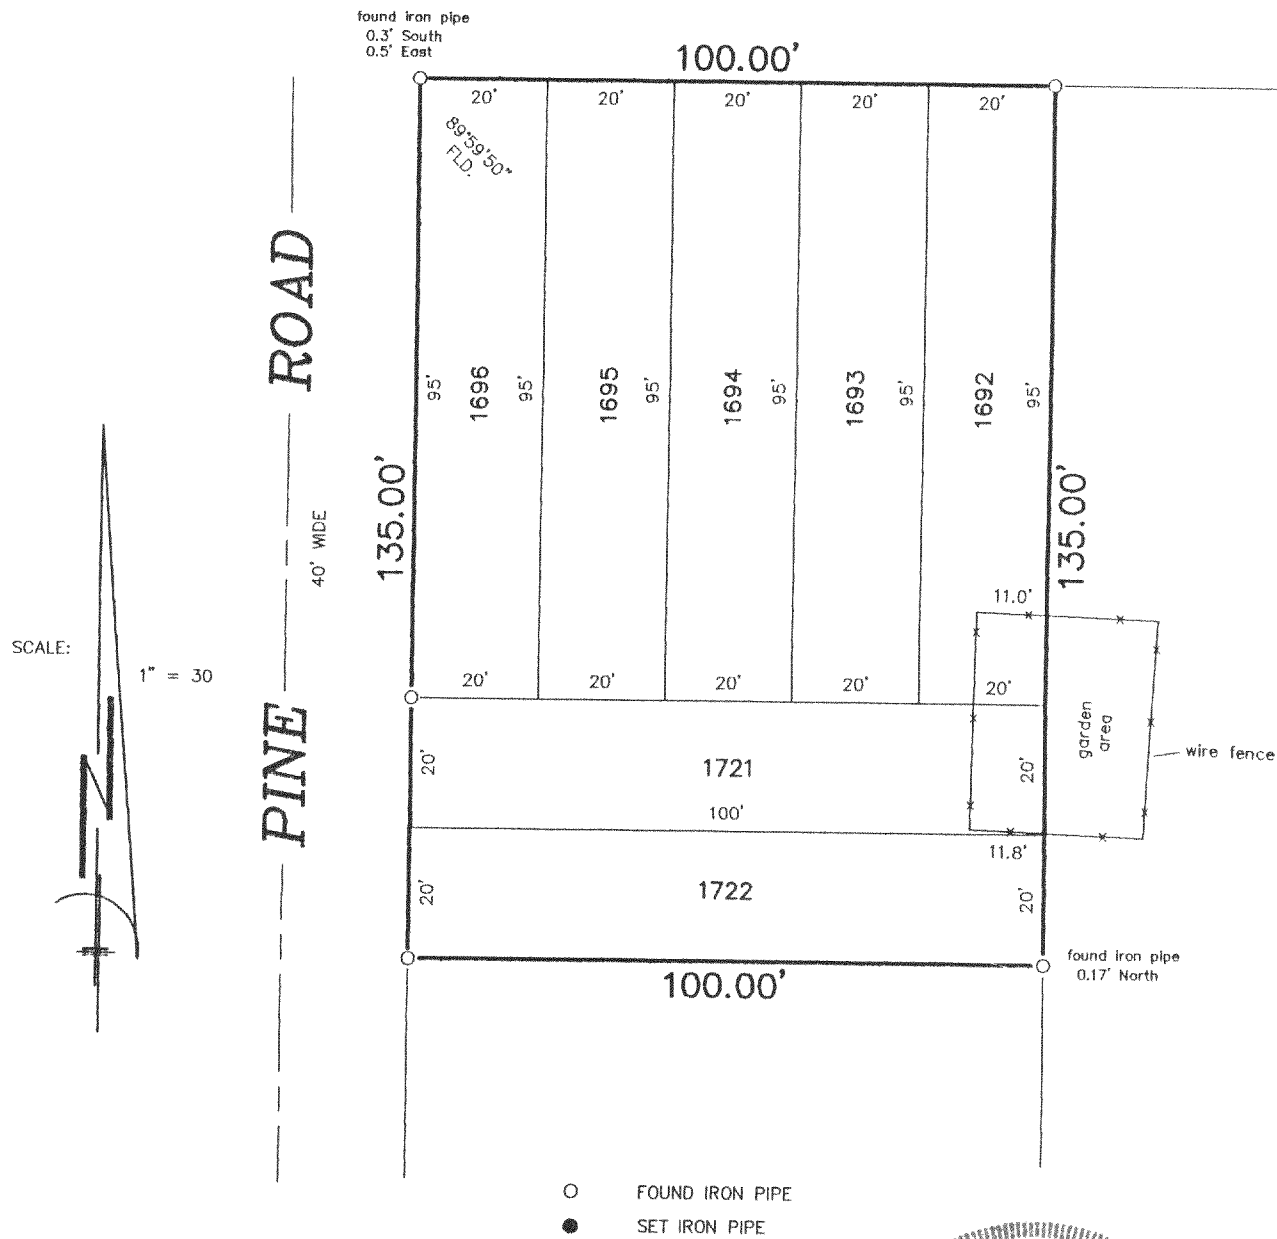 found iron pipe
0.3' South
0.5' East
100.00'
20' 20' 20' 20' 20'
89°59'50"
FLD.
PINE ROAD
40' WIDE
135.00'
95' 1696 95' 1695 95' 1694 95' 1693 95' 1692 95'
135.00'
SCALE:
1" = 30
N
11.0'
20' 20' 20' 20' 20'
garden
area
wire fence
20' 1721 20'
100'
11.8'
20' 1722 20'
found iron pipe
0.17' North
100.00'
FOUND IRON PIPE
SET IRON PIPE